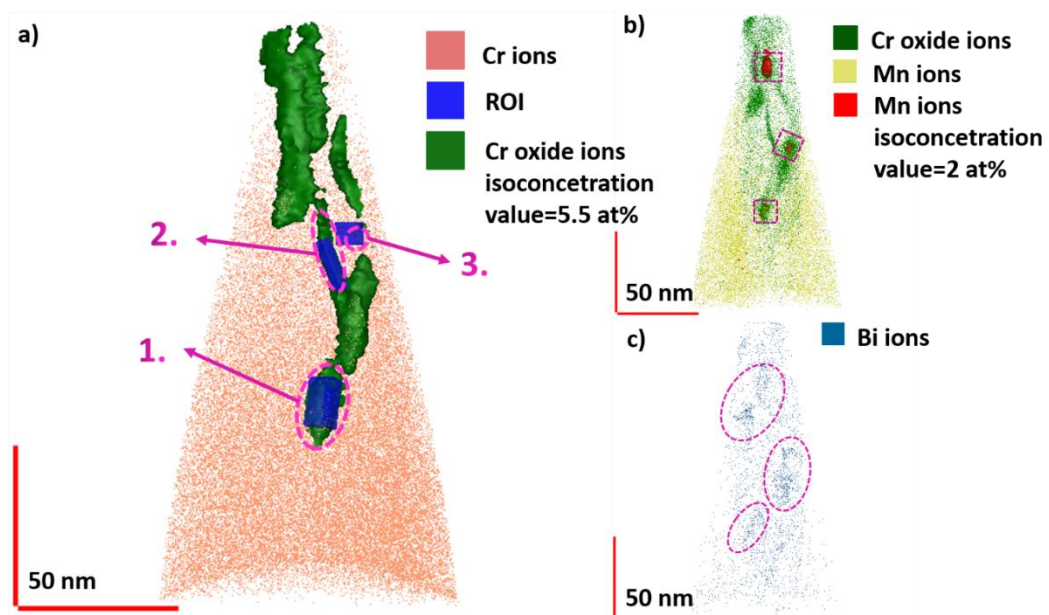 a)
Cr ions
ROI
Cr oxide ions
isoconcetration
value=5.5 at%
2.
3.
1.
50 nm
b)
Cr oxide ions
Mn ions
Mn ions
isoconcetration
value=2 at%
50 nm
c)
Bi ions
50 nm